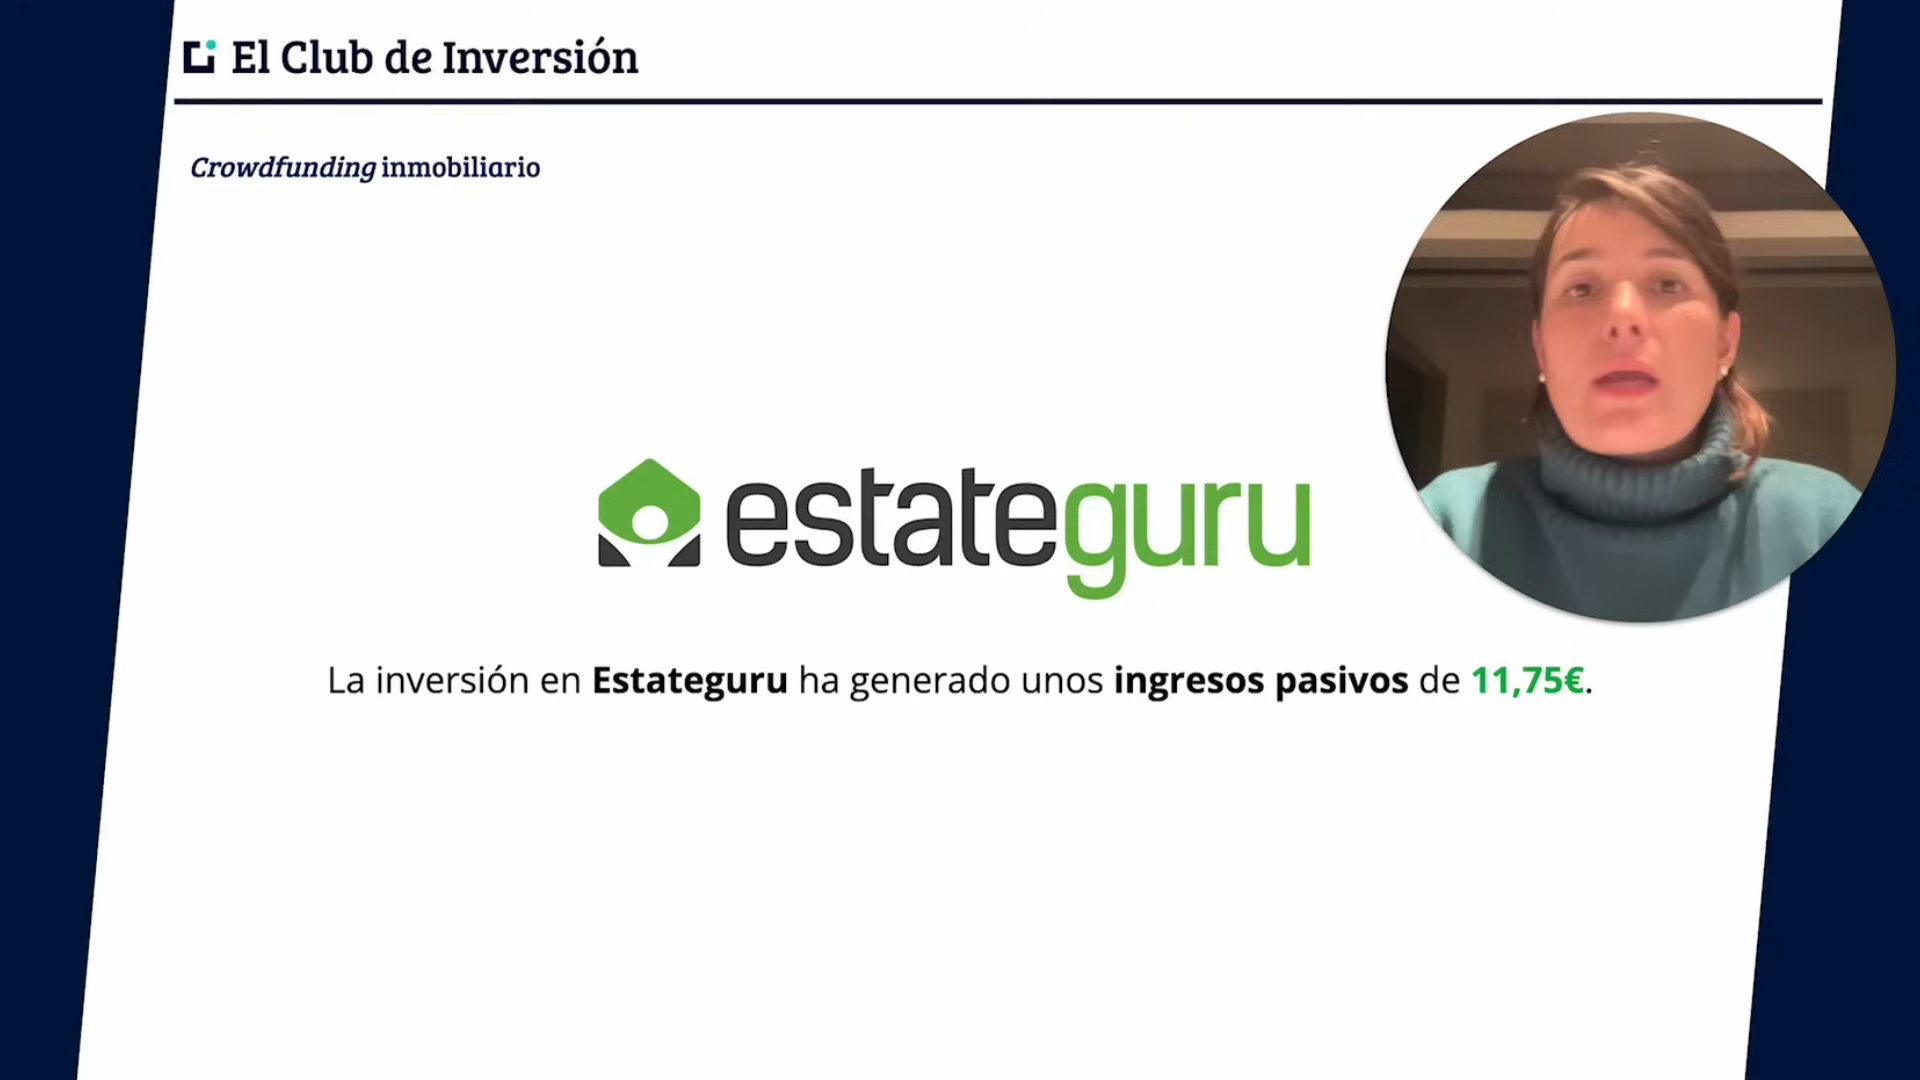 El Club de Inversión
Crowdfunding inmobiliario
estateguru
La inversión en Estateguru ha generado unos ingresos pasivos de 11,75€.